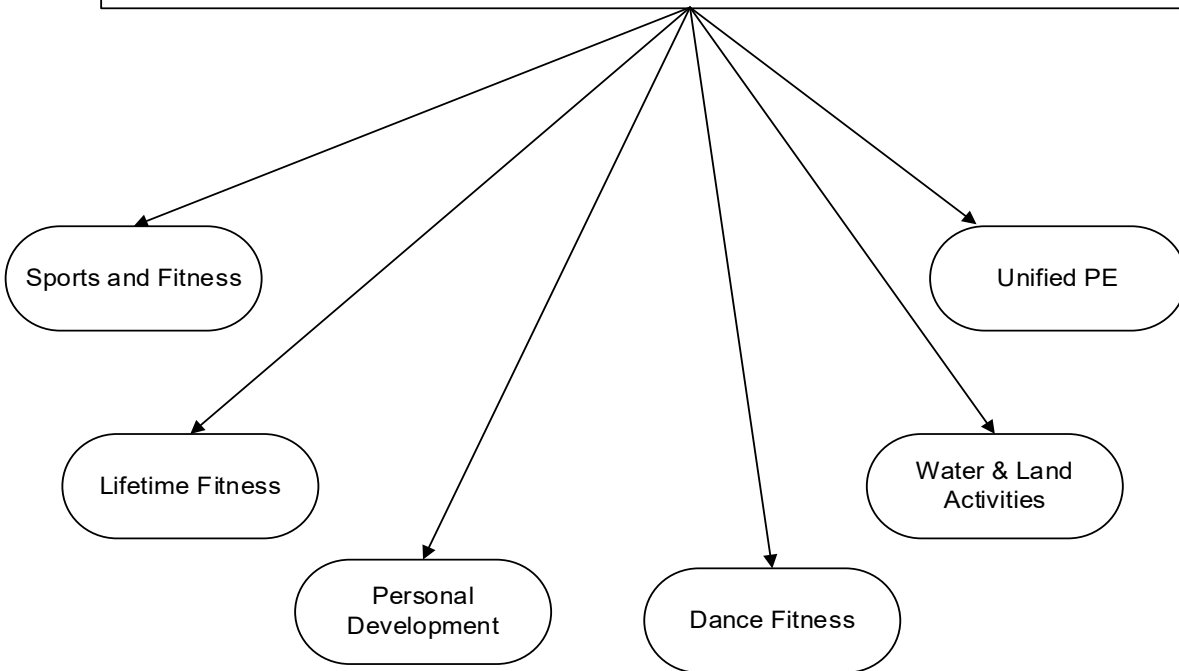 Sports and Fitness
Unified PE
Lifetime Fitness
Water & Land
Activities
Personal
Development
Dance Fitness